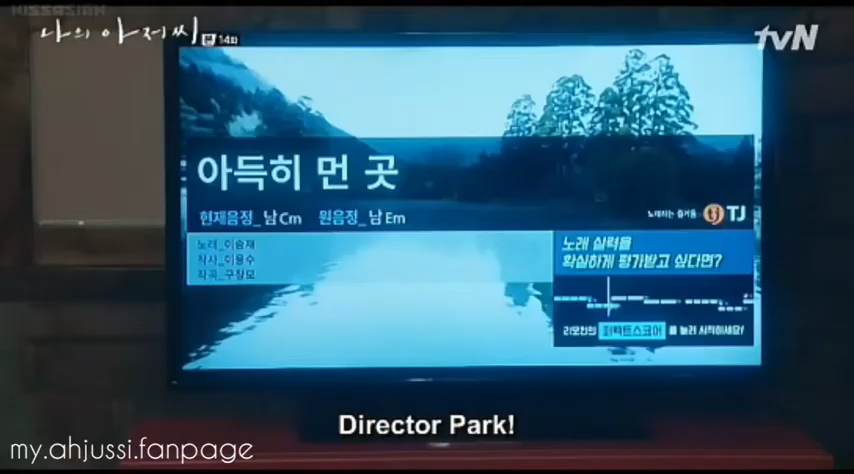 KISSASIAN
나의 아저씨 본 14화
tvN
아득히 먼 곳
현재음정_남Cm 원음정_남Em
노래하는 즐거움 TJ
노래_이승재
작사_이용수
작곡_구창모
노래 실력을
확실하게 평가받고 싶다면?
리모컨의 퍼펙트스코어 를 눌러 시작하세요!
Director Park!
my.ahjussi.fanpage